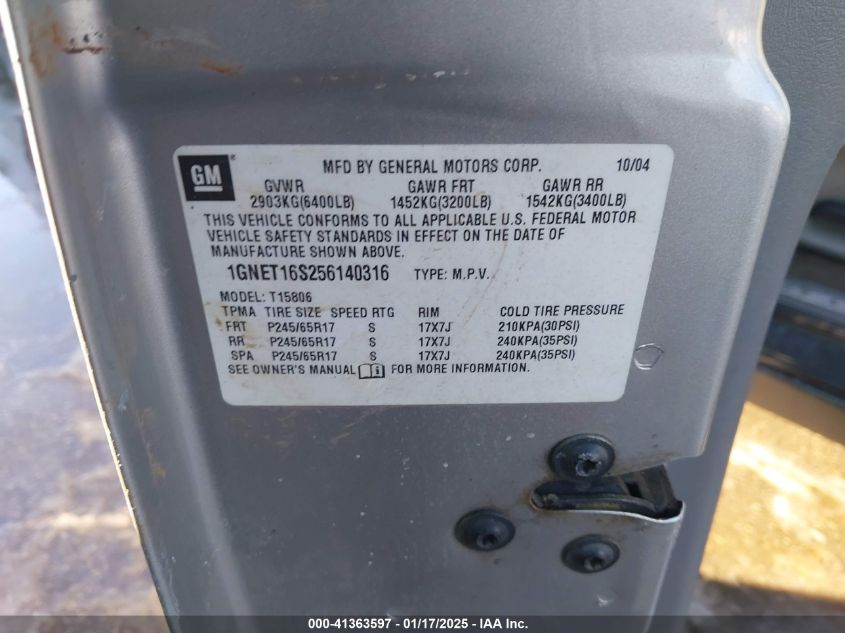 GM MFD BY GENERAL MOTORS CORP. 10/04
GVWR GAWR FRT GAWR RR
2903KG(6400LB) 1452KG(3200LB) 1542KG(3400LB)
THIS VEHICLE CONFORMS TO ALL APPLICABLE U.S. FEDERAL MOTOR
VEHICLE SAFETY STANDARDS IN EFFECT ON THE DATE OF
MANUFACTURE SHOWN ABOVE.
1GNET16S256140316 TYPE: M.P.V.
MODEL: T15806
TPMA TIRE SIZE SPEED RTG RIM COLD TIRE PRESSURE
FRT P245/65R17 S 17X7J 210KPA(30PSI)
RR P245/65R17 S 17X7J 240KPA(35PSI)
SPA P245/65R17 S 17X7J 240KPA(35PSI)
SEE OWNER'S MANUAL FOR MORE INFORMATION.
000-41363597 - 01/17/2025 - IAA Inc.